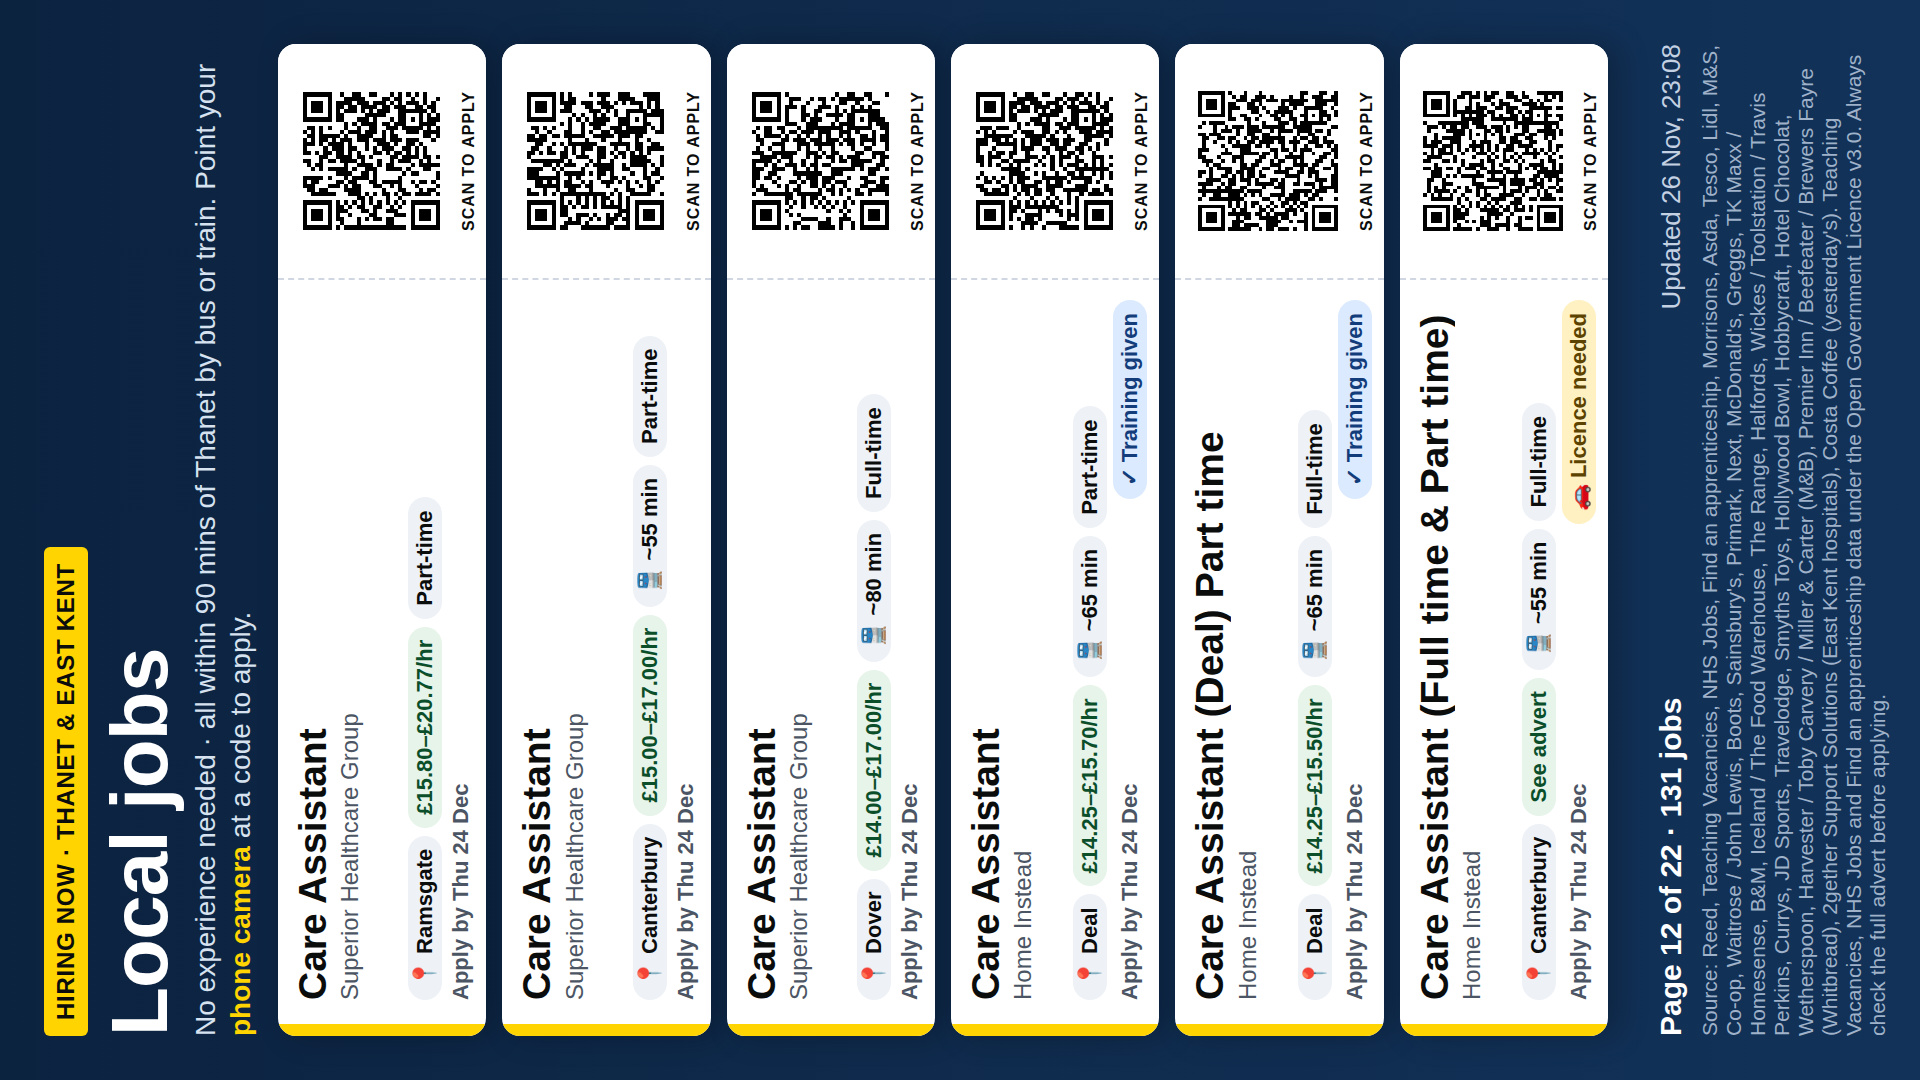 HIRING NOW · THANET & EAST KENT
Local jobs
No experience needed · all within 90 mins of Thanet by bus or train. Point your
phone camera at a code to apply.
Care Assistant
Superior Healthcare Group
📍 Ramsgate £15.80–£20.77/hr Part-time
Apply by Thu 24 Dec
SCAN TO APPLY
Care Assistant
Superior Healthcare Group
📍 Canterbury £15.00–£17.00/hr 🚆 ~55 min Part-time
Apply by Thu 24 Dec
SCAN TO APPLY
Care Assistant
Superior Healthcare Group
📍 Dover £14.00–£17.00/hr 🚆 ~80 min Full-time
Apply by Thu 24 Dec
SCAN TO APPLY
Care Assistant
Home Instead
📍 Deal £14.25–£15.70/hr 🚆 ~65 min Part-time
Apply by Thu 24 Dec ✓ Training given
SCAN TO APPLY
Care Assistant (Deal) Part time
Home Instead
📍 Deal £14.25–£15.50/hr 🚆 ~65 min Full-time
Apply by Thu 24 Dec ✓ Training given
SCAN TO APPLY
Care Assistant (Full time & Part time)
Home Instead
📍 Canterbury See advert 🚆 ~55 min Full-time
Apply by Thu 24 Dec 🚗 Licence needed
SCAN TO APPLY
Page 12 of 22 · 131 jobs Updated 26 Nov, 23:08
Source: Reed, Teaching Vacancies, NHS Jobs, Find an apprenticeship, Morrisons, Asda, Tesco, Lidl, M&S,
Co-op, Waitrose / John Lewis, Boots, Sainsbury's, Primark, Next, McDonald's, Greggs, TK Maxx /
Homesense, B&M, Iceland / The Food Warehouse, The Range, Halfords, Wickes / Toolstation / Travis
Perkins, Currys, JD Sports, Travelodge, Smyths Toys, Hollywood Bowl, Hobbycraft, Hotel Chocolat,
Wetherspoon, Harvester / Toby Carvery / Miller & Carter (M&B), Premier Inn / Beefeater / Brewers Fayre
(Whitbread), 2gether Support Solutions (East Kent hospitals), Costa Coffee (yesterday's). Teaching
Vacancies, NHS Jobs and Find an apprenticeship data under the Open Government Licence v3.0. Always
check the full advert before applying.